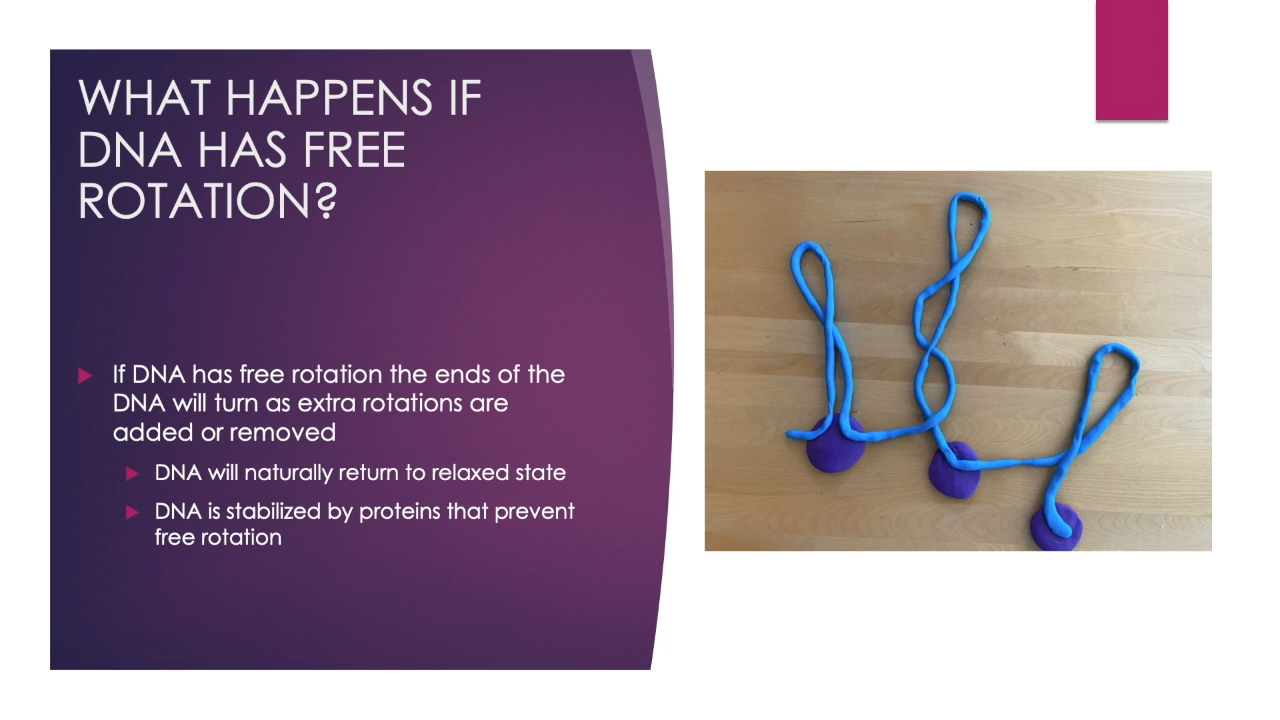 WHAT HAPPENS IF
DNA HAS FREE
ROTATION?
If DNA has free rotation the ends of the
DNA will turn as extra rotations are
added or removed
DNA will naturally return to relaxed state
DNA is stabilized by proteins that prevent
free rotation